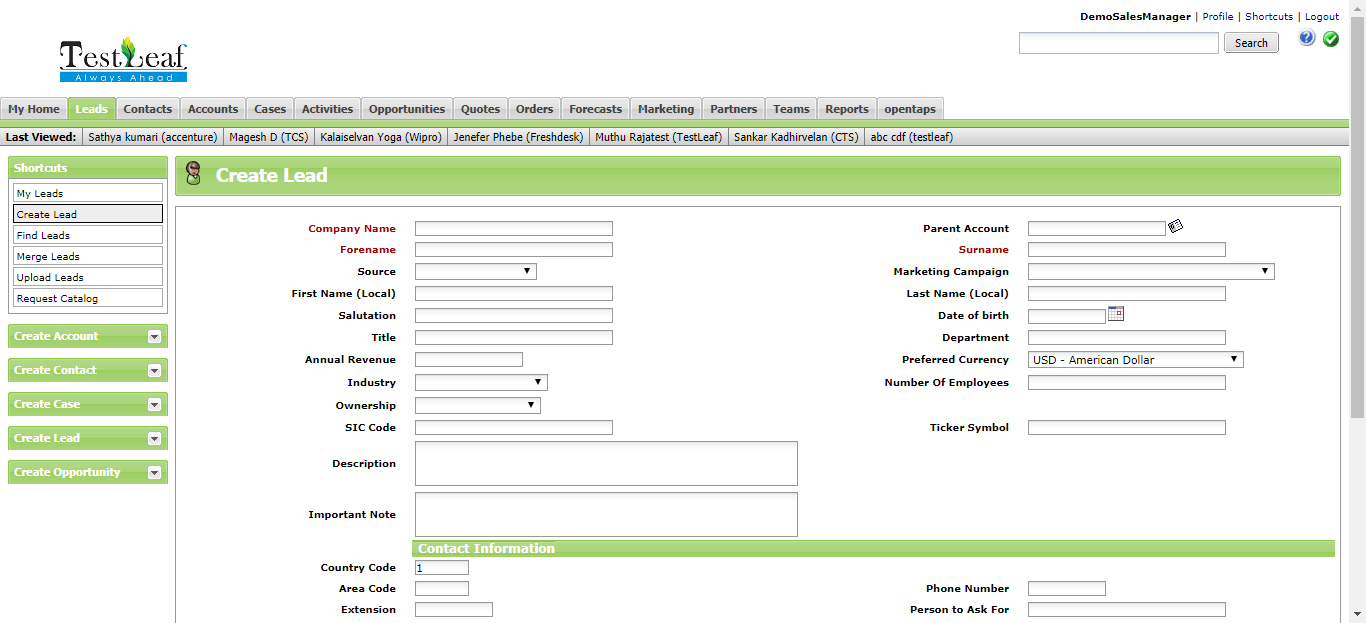 DemoSalesManager | Profile | Shortcuts | Logout
TestLeaf
Always Ahead
Search
?
My Home Leads Contacts Accounts Cases Activities Opportunities Quotes Orders Forecasts Marketing Partners Teams Reports opentaps
Last Viewed: Sathya kumari (accenture) Magesh D (TCS) Kalaiselvan Yoga (Wipro) Jenefer Phebe (Freshdesk) Muthu Rajatest (TestLeaf) Sankar Kadhirvelan (CTS) abc cdf (testleaf)
Shortcuts
My Leads
Create Lead
Find Leads
Merge Leads
Upload Leads
Request Catalog
Create Account
Create Contact
Create Case
Create Lead
Create Opportunity
Create Lead
Company Name Parent Account
Forename Surname
Source Marketing Campaign
First Name (Local) Last Name (Local)
Salutation Date of birth
Title Department
Annual Revenue Preferred Currency USD - American Dollar
Industry Number Of Employees
Ownership
SIC Code Ticker Symbol
Description
Important Note
Contact Information
Country Code 1
Area Code Phone Number
Extension Person to Ask For